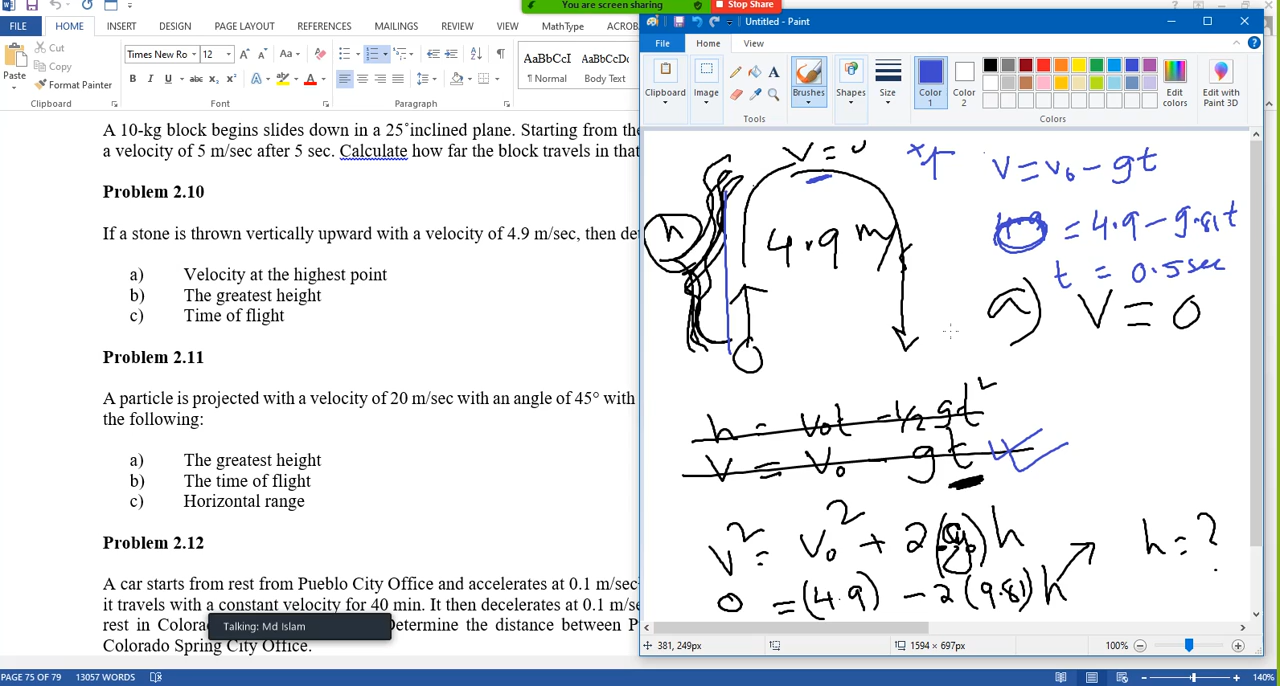 You are screen sharing
Stop Share
FILE HOME INSERT DESIGN PAGE LAYOUT REFERENCES MAILINGS REVIEW VIEW MathType ACROB
Paste
Cut
Copy
Format Painter
Clipboard
Times New Ro 12
Font
Paragraph
AaBbCcI AaBbCcDc
¶ Normal Body Text
A 10-kg block begins slides down in a 25˚inclined plane. Starting from the
a velocity of 5 m/sec after 5 sec. Calculate how far the block travels in that
Problem 2.10
If a stone is thrown vertically upward with a velocity of 4.9 m/sec, then de
a) Velocity at the highest point
b) The greatest height
c) Time of flight
Problem 2.11
A particle is projected with a velocity of 20 m/sec with an angle of 45° with
the following:
a) The greatest height
b) The time of flight
c) Horizontal range
Problem 2.12
A car starts from rest from Pueblo City Office and accelerates at 0.1 m/sec
it travels with a constant velocity for 40 min. It then decelerates at 0.1 m/se
rest in Colorad
Determine the distance between P
Colorado Spring City Office.
Talking: Md Islam
PAGE 75 OF 79 13057 WORDS
140%
Untitled - Paint
File Home View
Clipboard
Image
Tools
Brushes
Shapes
Size
Color 1
Color 2
Edit colors
Edit with Paint 3D
Colors
V = 0
h
4.9 m/
V = V₀ - gt
= 4.9 - 9.81t
t = 0.5 sec
a) V = 0
h = V₀t - 1/2 gt²
V = V₀ - gt
V² = V₀² + 2( )h
h = ?
0 = (4.9) - 2(9.81)h
381, 249px
1594 × 697px
100%